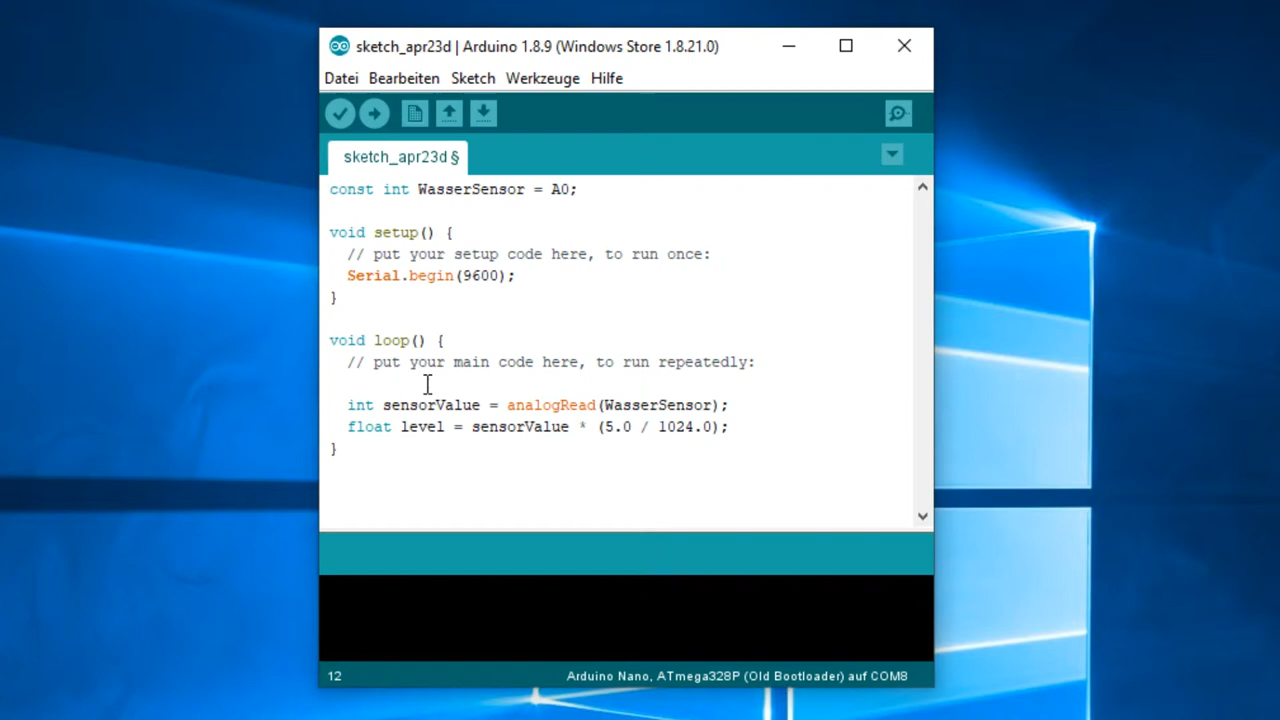 sketch_apr23d | Arduino 1.8.9 (Windows Store 1.8.21.0)
Datei Bearbeiten Sketch Werkzeuge Hilfe
sketch_apr23d §
const int WasserSensor = A0;
void setup() {
  // put your setup code here, to run once:
  Serial.begin(9600);
}
void loop() {
  // put your main code here, to run repeatedly:
  int sensorValue = analogRead(WasserSensor);
  float level = sensorValue * (5.0 / 1024.0);
}
12 Arduino Nano, ATmega328P (Old Bootloader) auf COM8